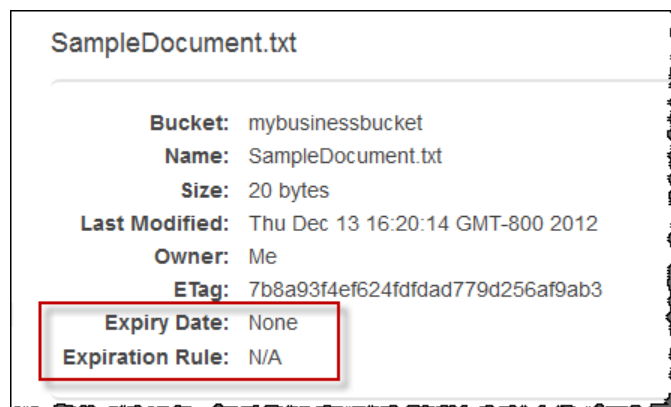 SampleDocument.txt
Bucket: mybusinessbucket
Name: SampleDocument.txt
Size: 20 bytes
Last Modified: Thu Dec 13 16:20:14 GMT-800 2012
Owner: Me
ETag: 7b8a93f4ef624fdfdad779d256af9ab3
Expiry Date: None
Expiration Rule: N/A